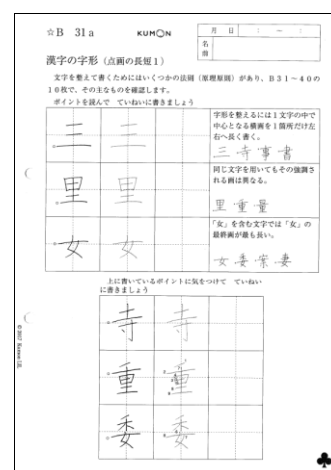 ☆B 31a
KUMON
月 日 : ~ :
名前
漢字の字形（点画の長短1）
文字を整えて書くためにはいくつかの法則（原理原則）があり、B31～40の
10枚で、その主なものを確認します。
ポイントを読んで ていねいに書きましょう
三 三
字形を整えるには1文字の中で
中心となる横画を1箇所だけ左
右へ長く書く。
三 寺 事 書
里 里
同じ文字を用いてもその強調さ
れる画は異なる。
里 重 量
女 女
「女」を含む文字では「女」の
最終画が最も長い。
女 委 案 妻
上に書いているポイントに気をつけて ていねい
に書きましょう
寺 寺
重 重
委 委
© 2017 Kumon I.E.